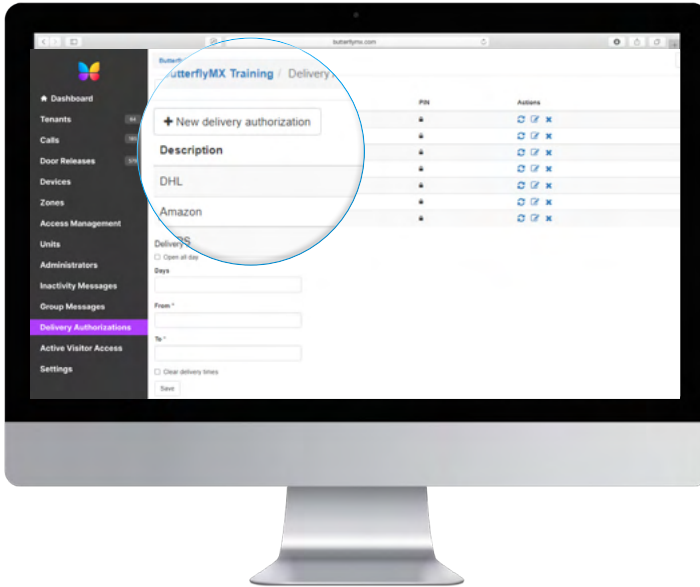 butterflymx.com
ButterflyMX Training / Delivery
Dashboard
Tenants
Calls
Door Releases
Devices
Zones
Access Management
Units
Administrators
Inactivity Messages
Group Messages
Delivery Authorizations
Active Visitor Access
Settings
+ New delivery authorization
Description
PIN
Actions
DHL
Amazon
Delivery
Open all day
Days
From *
To *
Clear delivery times
Save